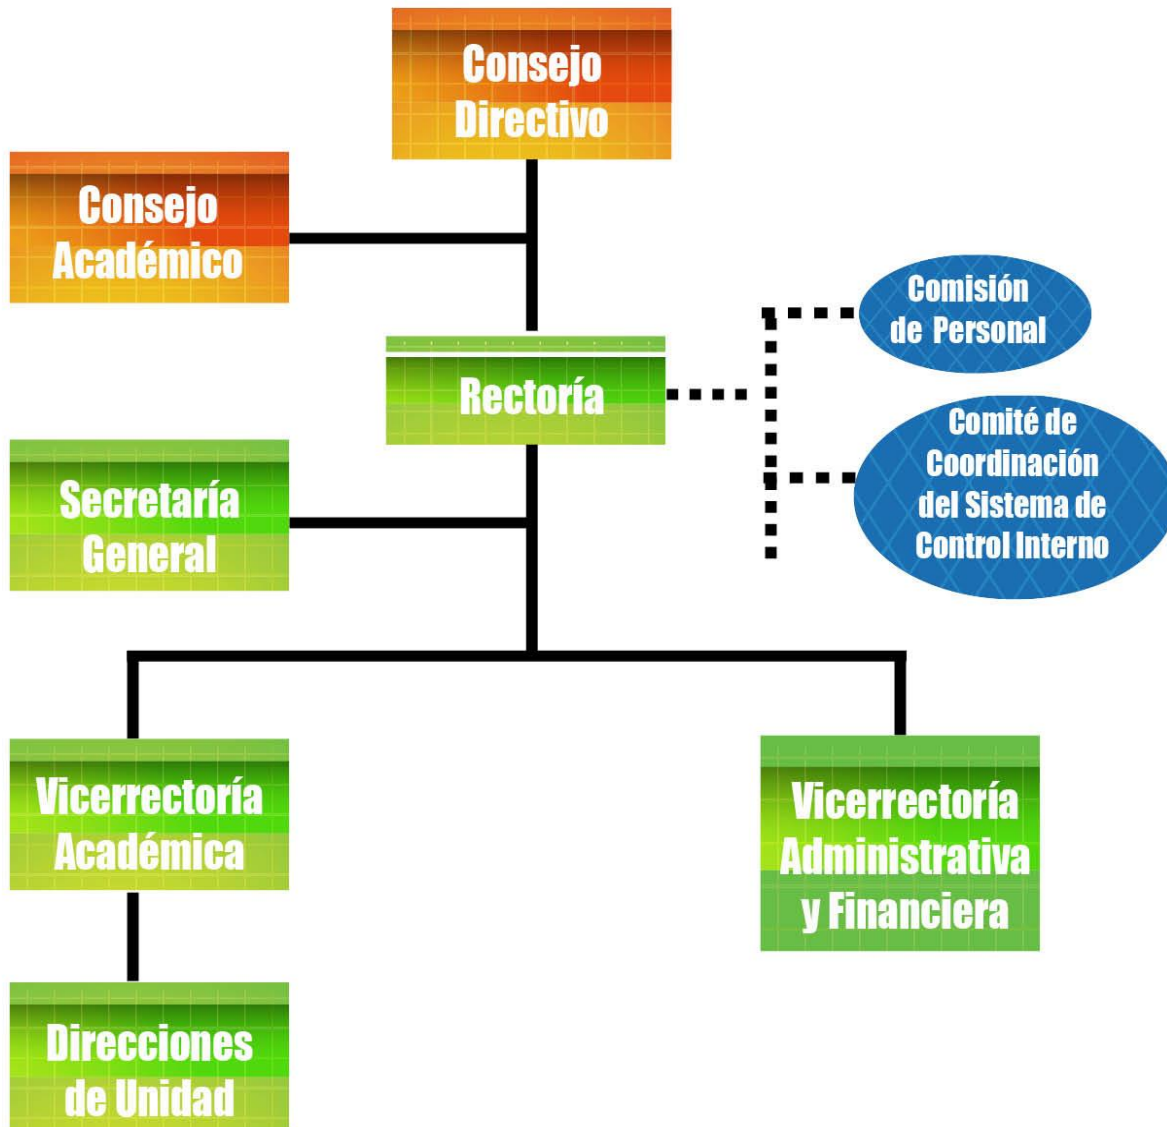 Consejo
Directivo
Consejo
Académico
Comisión
de Personal
Rectoría
Comité de
Coordinación
del Sistema de
Control Interno
Secretaría
General
Vicerrectoría
Académica
Vicerrectoría
Administrativa
y Financiera
Direcciones
de Unidad